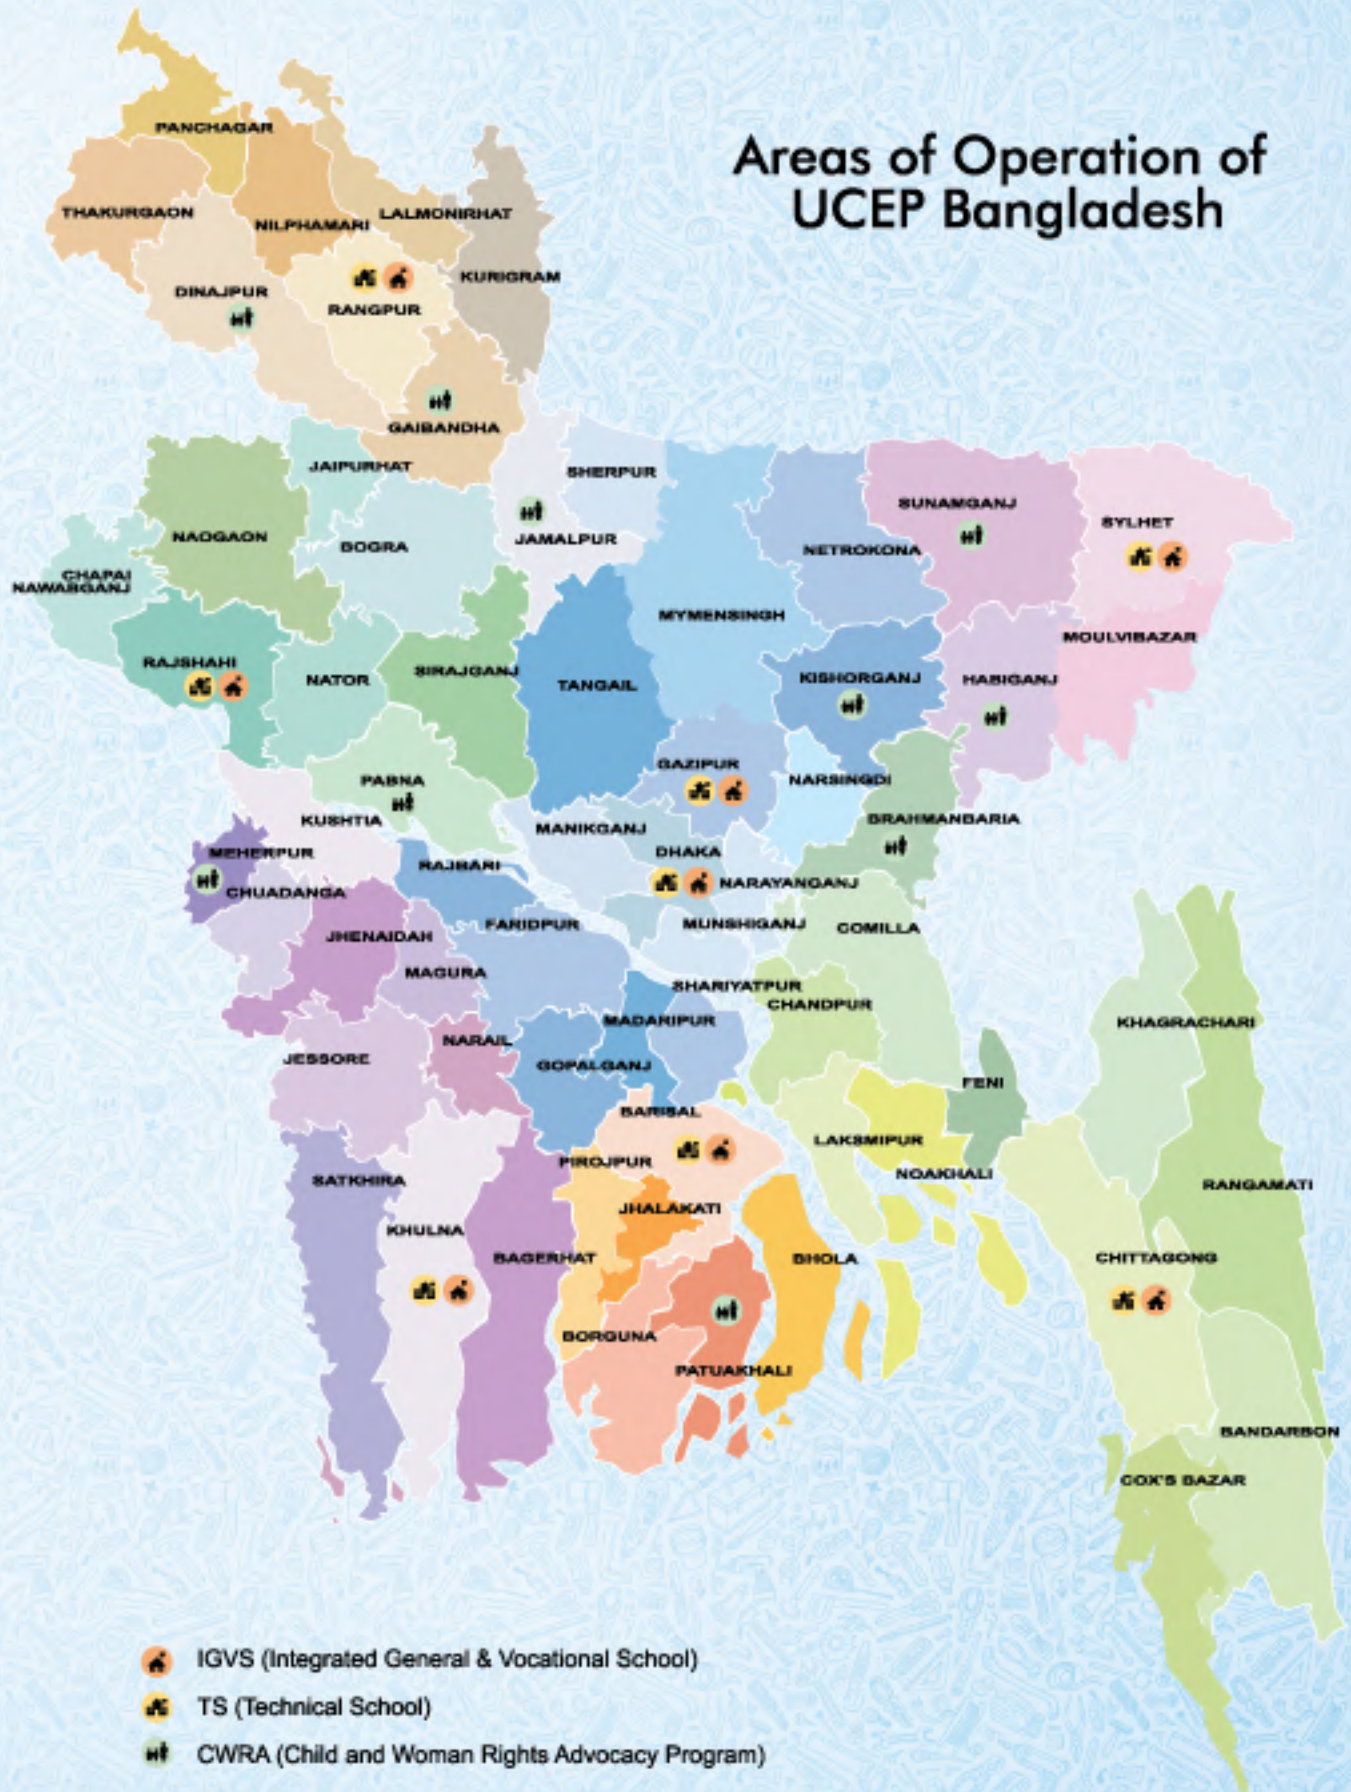 Areas of Operation of
UCEP Bangladesh
PANCHAGAR
THAKURGAON
NILPHAMARI
LALMONIRHAT
KURIGRAM
DINAJPUR
RANGPUR
GAIBANDHA
JAIPURHAT
SHERPUR
NAOGAON
BOGRA
JAMALPUR
NETROKONA
SUNAMGANJ
SYLHET
CHAPAI
NAWABGANJ
MYMENSINGH
MOULVIBAZAR
RAJSHAHI
NATOR
SIRAJGANJ
TANGAIL
KISHORGANJ
HABIGANJ
PABNA
GAZIPUR
NARSINGDI
KUSHTIA
MANIKGANJ
BRAHMANBARIA
MEHERPUR
RAJBARI
DHAKA
CHUADANGA
NARAYANGANJ
JHENAIDAH
FARIDPUR
MUNSHIGANJ
COMILLA
MAGURA
SHARIYATPUR
CHANDPUR
MADARIPUR
KHAGRACHARI
JESSORE
NARAIL
GOPALGANJ
FENI
BARISAL
LAKSMIPUR
PIROJPUR
NOAKHALI
SATKHIRA
RANGAMATI
JHALAKATI
KHULNA
BAGERHAT
BHOLA
CHITTAGONG
BORGUNA
PATUAKHALI
BANDARBON
COX'S BAZAR
IGVS (Integrated General & Vocational School)
TS (Technical School)
CWRA (Child and Woman Rights Advocacy Program)